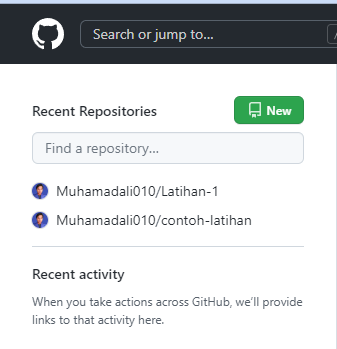 Search or jump to...
/
Recent Repositories
New
Find a repository...
Muhamadali010/Latihan-1
Muhamadali010/contoh-latihan
Recent activity
When you take actions across GitHub, we'll provide
links to that activity here.